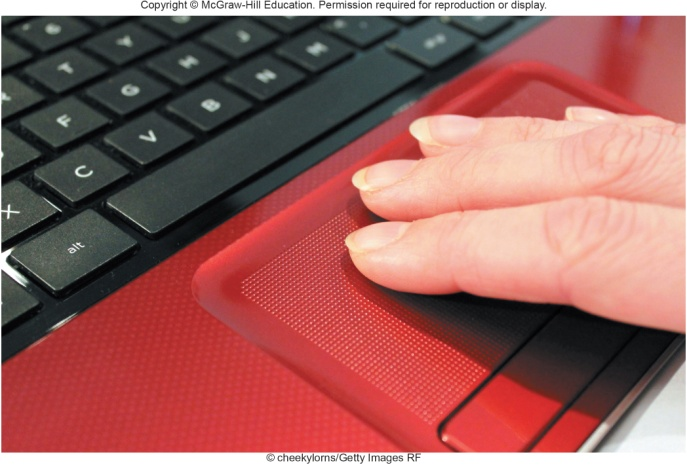 Copyright © McGraw-Hill Education. Permission required for reproduction or display.
T Y U
R
F G H J
C V B N M
X
alt
© cheekylorns/Getty Images RF